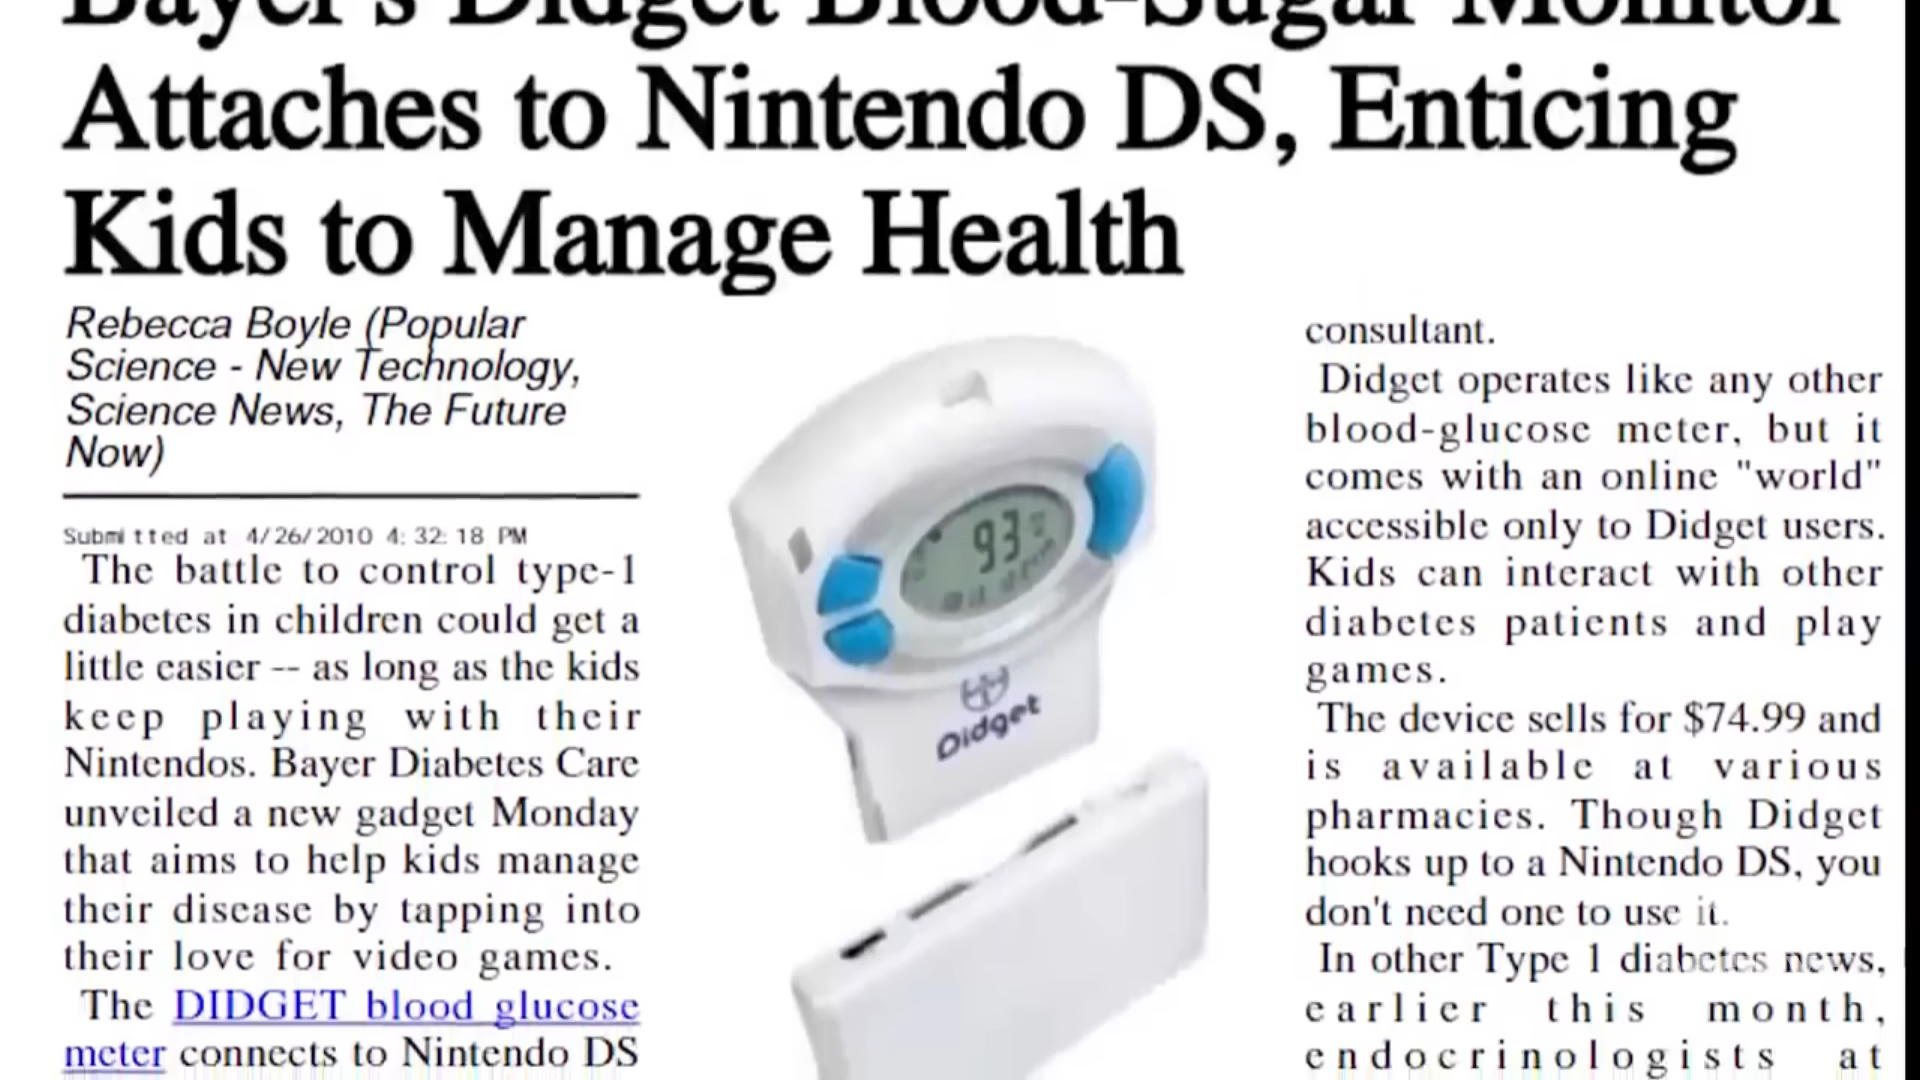 Bayer's Didget Blood-Sugar Monitor
Attaches to Nintendo DS, Enticing
Kids to Manage Health
Rebecca Boyle (Popular
Science - New Technology,
Science News, The Future
Now)
Submitted at 4/26/2010 4:32:18 PM
The battle to control type-1
diabetes in children could get a
little easier -- as long as the kids
keep playing with their
Nintendos. Bayer Diabetes Care
unveiled a new gadget Monday
that aims to help kids manage
their disease by tapping into
their love for video games.
The DIDGET blood glucose
meter connects to Nintendo DS
93
Didget
consultant.
Didget operates like any other
blood-glucose meter, but it
comes with an online "world"
accessible only to Didget users.
Kids can interact with other
diabetes patients and play
games.
The device sells for $74.99 and
is available at various
pharmacies. Though Didget
hooks up to a Nintendo DS, you
don't need one to use it.
In other Type 1 diabetes news,
earlier this month,
endocrinologists at